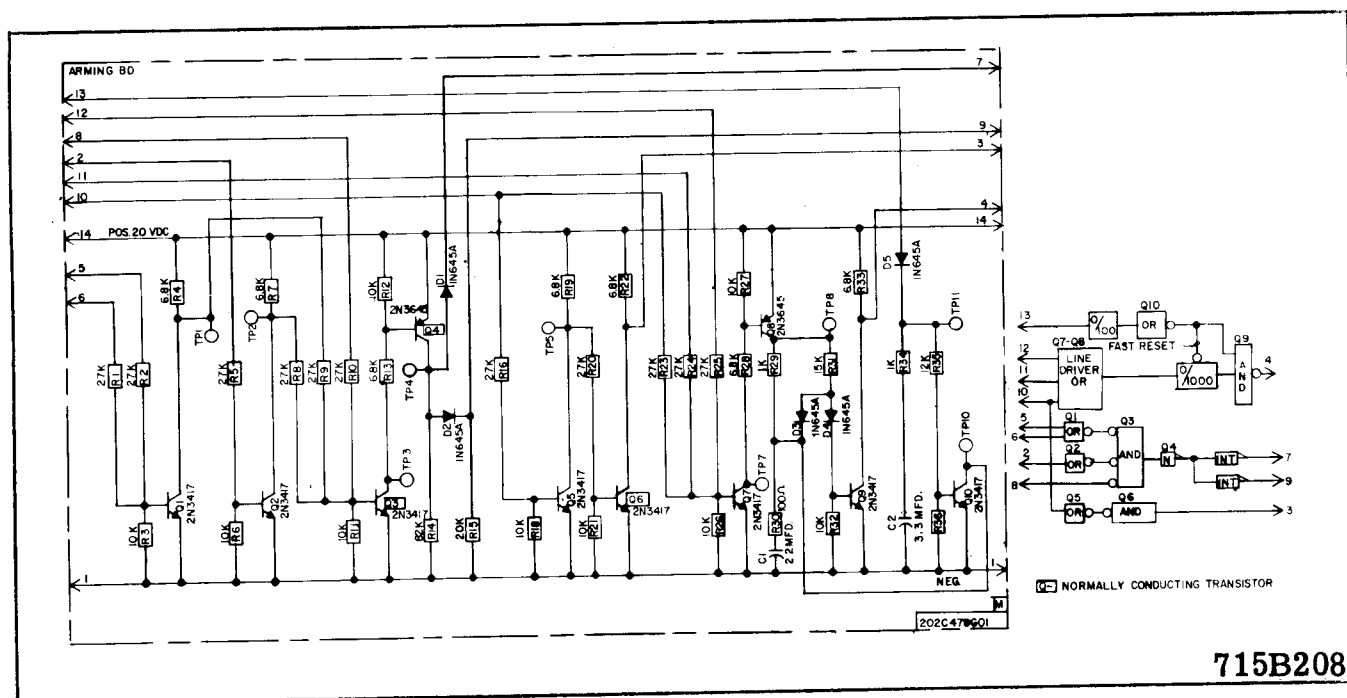 ARMING BD
7
13
12
9
8
3
2
11
10
4
14
POS. 20 VDC
14
5
6
6.8K
R4
TP1
6.8K
R7
TP2
10K
R12
2N3645
Q4
D1
1N645A
6.8K
R19
TP5
6.8K
R22
10K
R27
Q8
2N3645
TP8
6.8K
R33
D5
1N645A
TP11
27K
R1
27K
R2
27K
R5
27K
R8
27K
R9
27K
R10
6.8K
R13
TP4
D2
1N645A
27K
R16
27K
R20
27K
R23
27K
R24
27K
R25
6.8K
R28
1K
R29
15K
R31
D3
1N645A
D4
1N645A
1K
R34
12K
R35
TP10
TP3
TP7
Q1
2N3417
Q2
2N3417
Q3
2N3417
Q5
2N3417
Q6
2N3417
Q7
2N3417
Q9
2N3417
Q10
2N3417
10K
R3
10K
R6
10K
R11
82K
R14
20K
R15
10K
R18
10K
R21
10K
R26
R30
100Ω
C1
22MFD.
10K
R32
C2
3.3 MFD.
R36
1
NEG.
1
M
202C478G01
13
0/100
OR
Q10
FAST RESET
Q9
AND
4
12
11
10
Q7-Q8
LINE DRIVER OR
0/1000
5
6
Q1
OR
Q3
AND
2
Q2
OR
8
Q4
N
INT
7
INT
9
Q5
OR
Q6
AND
3
Q- NORMALLY CONDUCTING TRANSISTOR
715B208